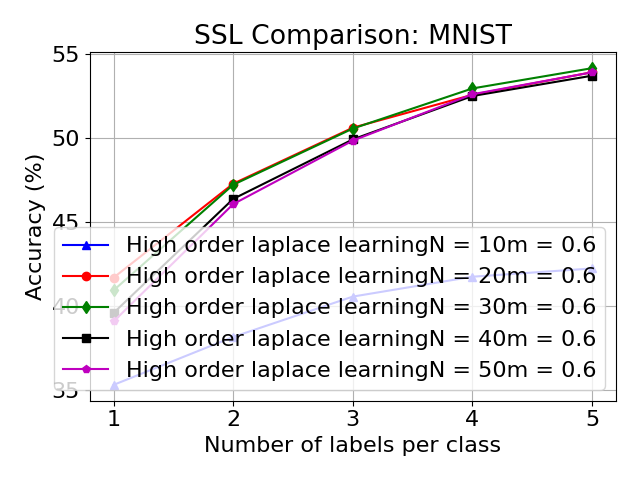 SSL Comparison: MNIST
Accuracy (%)
55
50
45
40
35
High order laplace learningN = 10m = 0.6
High order laplace learningN = 20m = 0.6
High order laplace learningN = 30m = 0.6
High order laplace learningN = 40m = 0.6
High order laplace learningN = 50m = 0.6
1 2 3 4 5
Number of labels per class